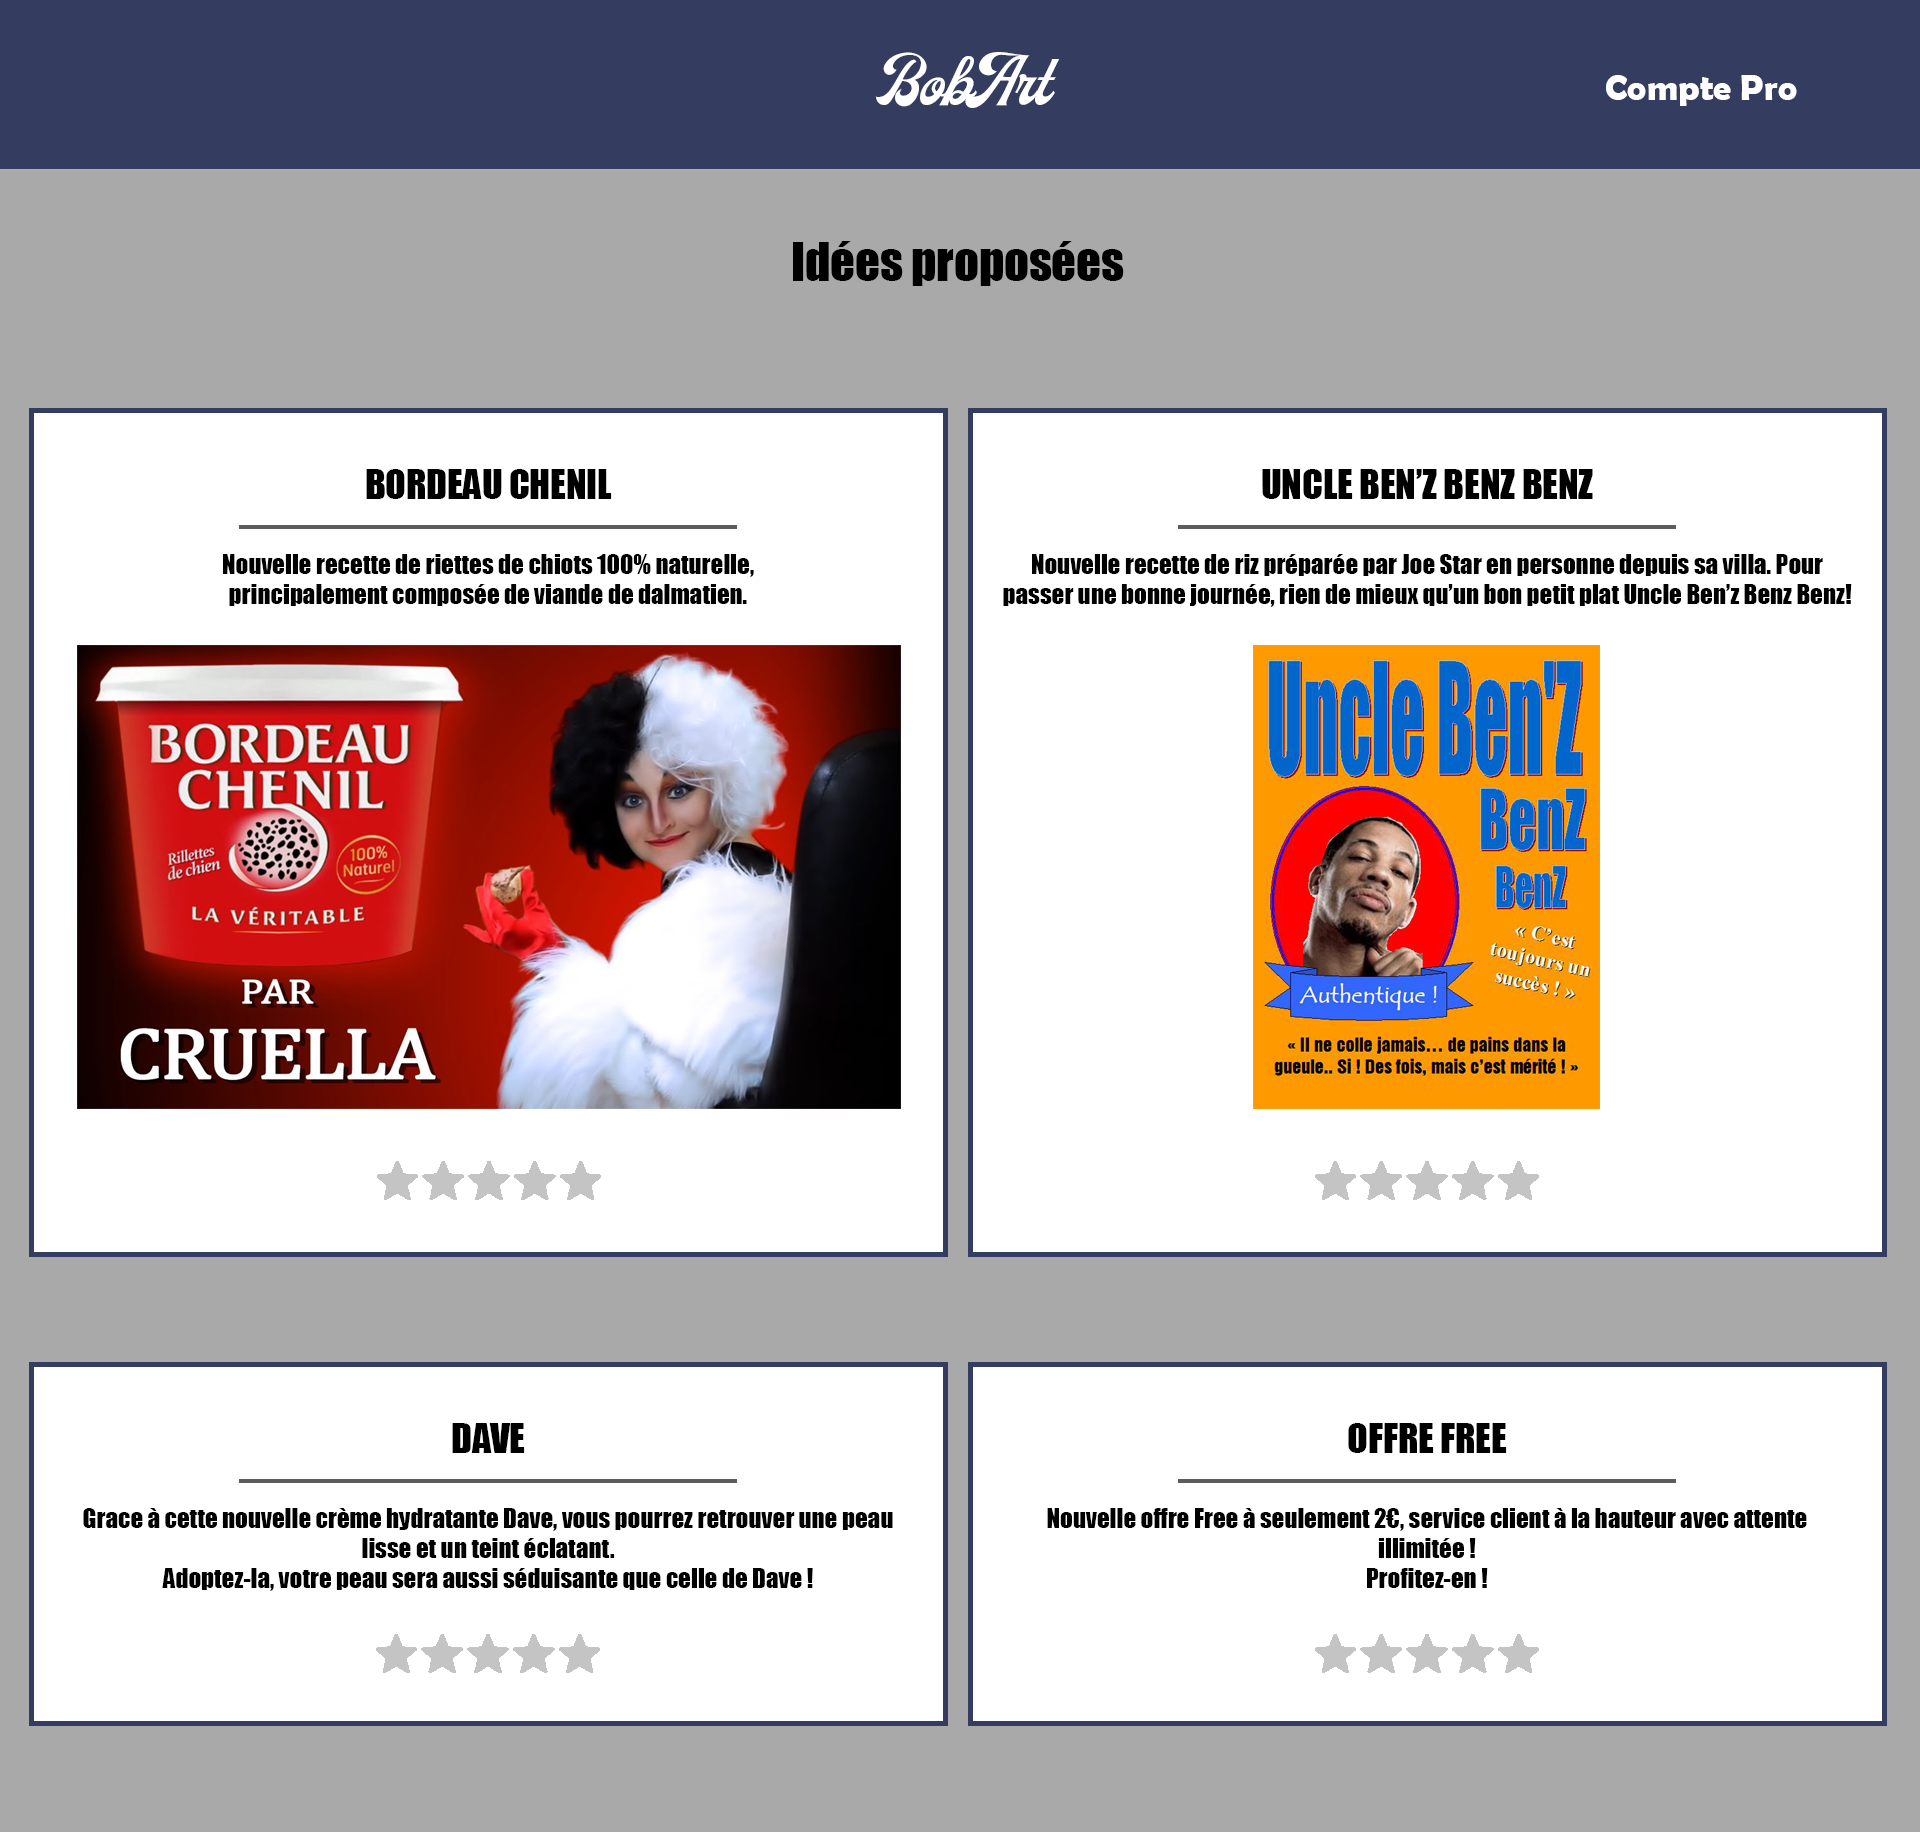 BobArt
Compte Pro
Idées proposées
BORDEAU CHENIL
Nouvelle recette de riettes de chiots 100% naturelle,
principalement composée de viande de dalmatien.
BORDEAU
CHENIL
Rillettes
de chien
100%
Naturel
LA VÉRITABLE
PAR
CRUELLA
UNCLE BEN’Z BENZ BENZ
Nouvelle recette de riz préparée par Joe Star en personne depuis sa villa. Pour
passer une bonne journée, rien de mieux qu’un bon petit plat Uncle Ben’z Benz Benz!
Uncle Ben'Z
BenZ
BenZ
« C’est
toujours un
succès ! »
Authentique !
« Il ne colle jamais... de pains dans la
gueule.. Si ! Des fois, mais c’est mérité ! »
DAVE
Grace à cette nouvelle crème hydratante Dave, vous pourrez retrouver une peau
lisse et un teint éclatant.
Adoptez-la, votre peau sera aussi séduisante que celle de Dave !
OFFRE FREE
Nouvelle offre Free à seulement 2€, service client à la hauteur avec attente
illimitée !
Profitez-en !